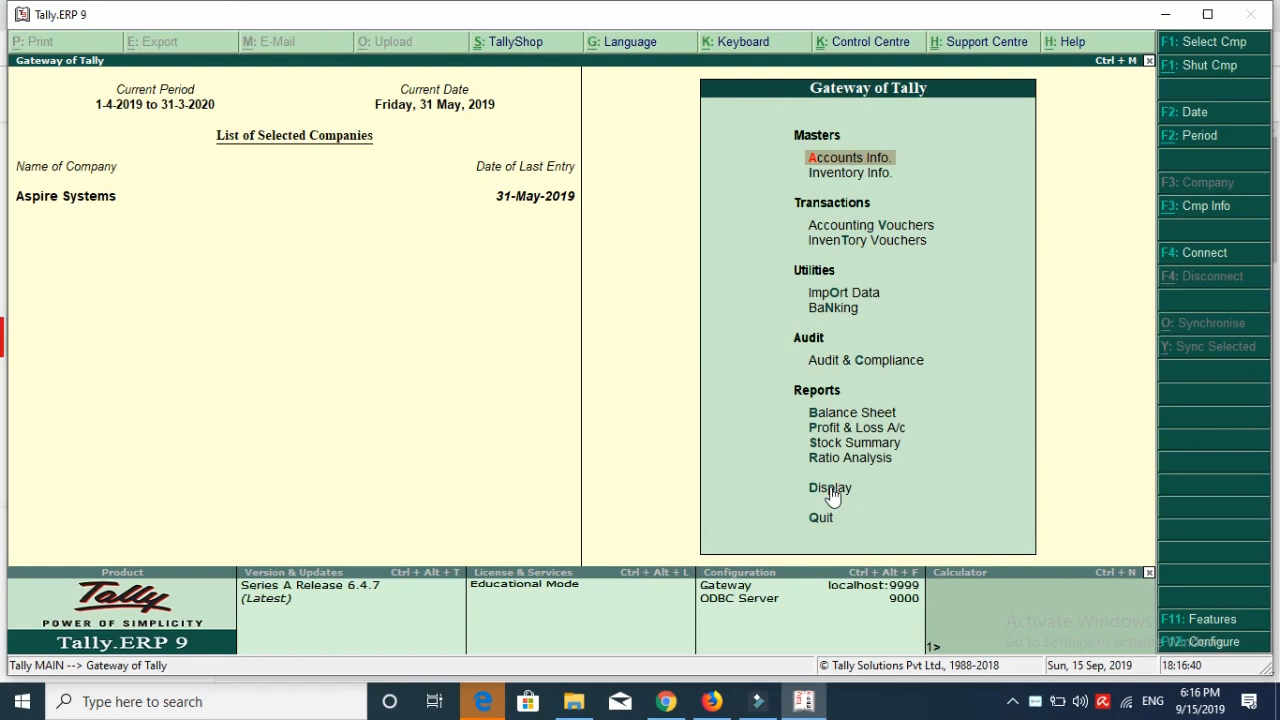 Tally.ERP 9
P: Print
E: Export
M: E-Mail
O: Upload
S: TallyShop
G: Language
K: Keyboard
K: Control Centre
H: Support Centre
H: Help
Gateway of Tally
Ctrl + M
Current Period
1-4-2019 to 31-3-2020
Current Date
Friday, 31 May, 2019
List of Selected Companies
Name of Company
Date of Last Entry
Aspire Systems
31-May-2019
Gateway of Tally
Masters
Accounts Info.
Inventory Info.
Transactions
Accounting Vouchers
InvenTory Vouchers
Utilities
ImpOrt Data
BaNking
Audit
Audit & Compliance
Reports
Balance Sheet
Profit & Loss A/c
Stock Summary
Ratio Analysis
Display
Quit
F1: Select Cmp
F1: Shut Cmp
F2: Date
F2: Period
F3: Company
F3: Cmp Info
F4: Connect
F4: Disconnect
O: Synchronise
Y: Sync Selected
F11: Features
F12: Configure
Product
Tally
POWER OF SIMPLICITY
Tally.ERP 9
Version & Updates
Ctrl + Alt + T
Series A Release 6.4.7
(Latest)
License & Services
Ctrl + Alt + L
Educational Mode
Configuration
Ctrl + Alt + F
Gateway
localhost:9999
ODBC Server
9000
Calculator
Ctrl + N
1>
Activate Windows
Go to Settings to activate Windows.
Tally MAIN --> Gateway of Tally
© Tally Solutions Pvt Ltd., 1988-2018
Sun, 15 Sep, 2019
18:16:40
Type here to search
ENG
6:16 PM
9/15/2019